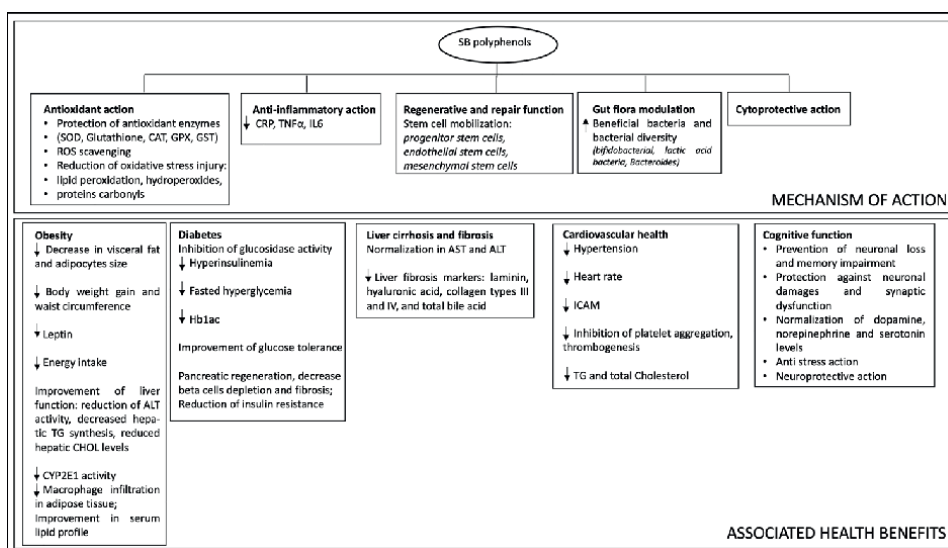 SB polyphenols
Antioxidant action
• Protection of antioxidant enzymes
• (SOD, Glutathione, CAT, GPX, GST)
• ROS scavenging
• Reduction of oxidative stress injury:
• lipid peroxidation, hydroperoxides,
• proteins carbonyls
Anti-inflammatory action
↓ CRP, TNFα, IL6
Regenerative and repair function
Stem cell mobilization:
progenitor stem cells,
endothelial stem cells,
mesenchymal stem cells
Gut flora modulation
↑ Beneficial bacteria and
bacterial diversity
(bifidobacterial, lactic acid
bacteria, Bacteroides)
Cytoprotective action
MECHANISM OF ACTION
Obesity
↓ Decrease in visceral fat
and adipocytes size
↓ Body weight gain and
waist circumference
↓ Leptin
↓ Energy intake
Improvement of liver
function: reduction of ALT
activity, decreased hepa-
tic TG synthesis, reduced
hepatic CHOL levels
↓ CYP2E1 activity
↓ Macrophage infiltration
in adipose tissue;
Improvement in serum
lipid profile
Diabetes
Inhibition of glucosidase activity
↓ Hyperinsulinemia
↓ Fasted hyperglycemia
↓ Hb1ac
Improvement of glucose tolerance
Pancreatic regeneration, decrease
beta cells depletion and fibrosis;
Reduction of insulin resistance
Liver cirrhosis and fibrosis
Normalization in AST and ALT
↓ Liver fibrosis markers: laminin,
hyaluronic acid, collagen types III
and IV, and total bile acid
Cardiovascular health
↓ Hypertension
↓ Heart rate
↓ ICAM
↓ Inhibition of platelet aggregation,
thrombogenesis
↓ TG and total Cholesterol
Cognitive function
• Prevention of neuronal loss
and memory impairment
• Protection against neuronal
damages and synaptic
dysfunction
• Normalization of dopamine,
norepinephrine and serotonin
levels
• Anti stress action
• Neuroprotective action
ASSOCIATED HEALTH BENEFITS